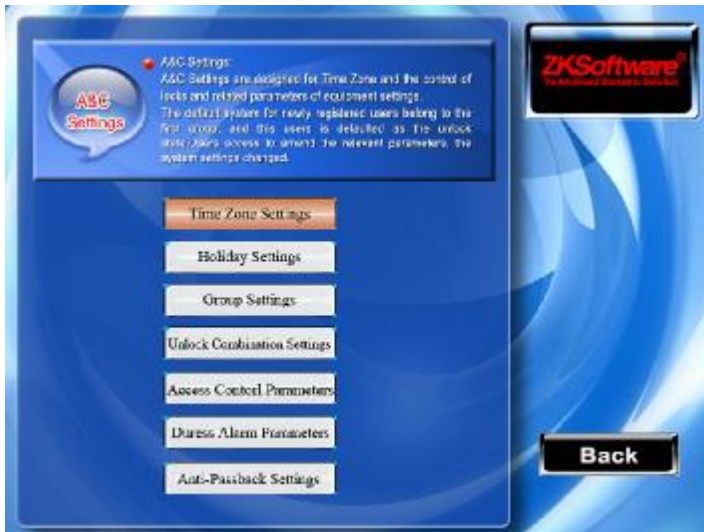 A&C Settings:
A&C Settings are designed for Time Zone and the control of
locks and related parameters of equipment settings.
The default system for newly registered users belong to the
first group, and this users is defaulted as the unlock
state.Users access to amend the relevant parameters, the
system settings changed.
A&C
Settings
ZKSoftware®
Time Zone Settings
Holiday Settings
Group Settings
Unlock Combination Settings
Access Control Parameters
Duress Alarm Parameters
Anti-Passback Settings
Back